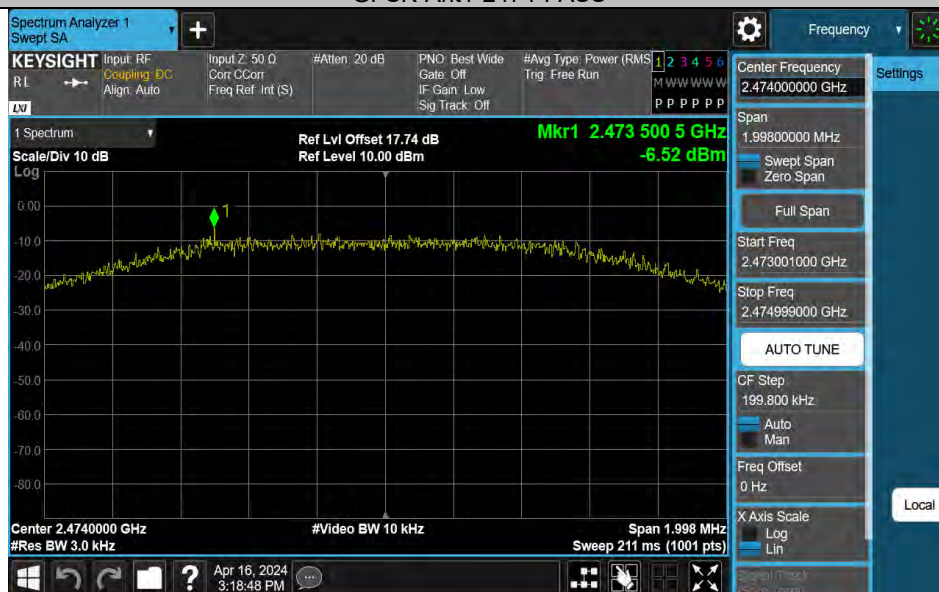 Spectrum Analyzer 1
Swept SA
+
Frequency
KEYSIGHT
RL
LXI
Input: RF
Coupling: DC
Align: Auto
Input Z: 50 Ω
Corr CCorr
Freq Ref: Int (S)
#Atten: 20 dB
PNO: Best Wide
Gate: Off
IF Gain: Low
Sig Track: Off
#Avg Type: Power (RMS
Trig: Free Run
1 2 3 4 5 6
M W W W W W
P P P P P P
1 Spectrum
Scale/Div 10 dB
Log
Ref Lvl Offset 17.74 dB
Ref Level 10.00 dBm
Mkr1 2.473 500 5 GHz
-6.52 dBm
1
0.00
-10.0
-20.0
-30.0
-40.0
-50.0
-60.0
-70.0
-80.0
Center 2.4740000 GHz
#Res BW 3.0 kHz
#Video BW 10 kHz
Span 1.998 MHz
Sweep 211 ms (1001 pts)
Center Frequency
2.474000000 GHz
Settings
Span
1.99800000 MHz
Swept Span
Zero Span
Full Span
Start Freq
2.473001000 GHz
Stop Freq
2.474999000 GHz
AUTO TUNE
CF Step
199.800 kHz
Auto
Man
Freq Offset
0 Hz
X Axis Scale
Log
Lin
Local
Signal Track
?
Apr 16, 2024
3:18:48 PM